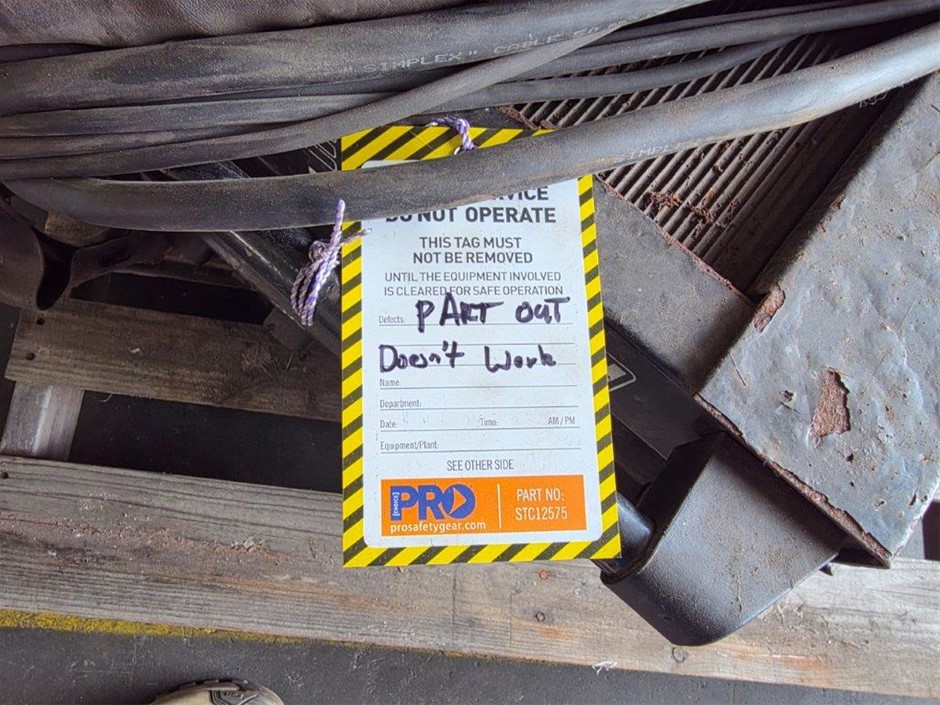 SIMPLEX" CABLE
SIMPLEX
DO NOT OPERATE
THIS TAG MUST
NOT BE REMOVED
UNTIL THE EQUIPMENT INVOLVED
IS CLEARED FOR SAFE OPERATION
Defects: PART OUT
Doesn't Work
Name:
Department:
Date: Time: AM / PM
Equipment/Plant:
SEE OTHER SIDE
PRO
prosafetygear.com
PART NO:
STC12575